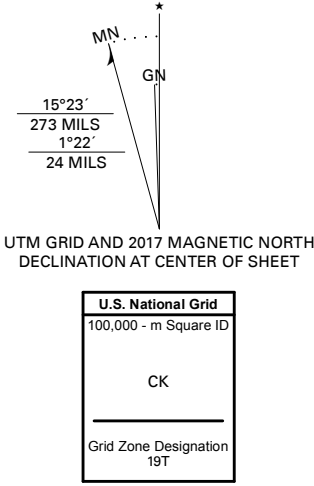 ★
MN
GN
15°23´
273 MILS
1°22´
24 MILS
UTM GRID AND 2017 MAGNETIC NORTH
DECLINATION AT CENTER OF SHEET
U.S. National Grid
100,000 - m Square ID
CK
Grid Zone Designation
19T